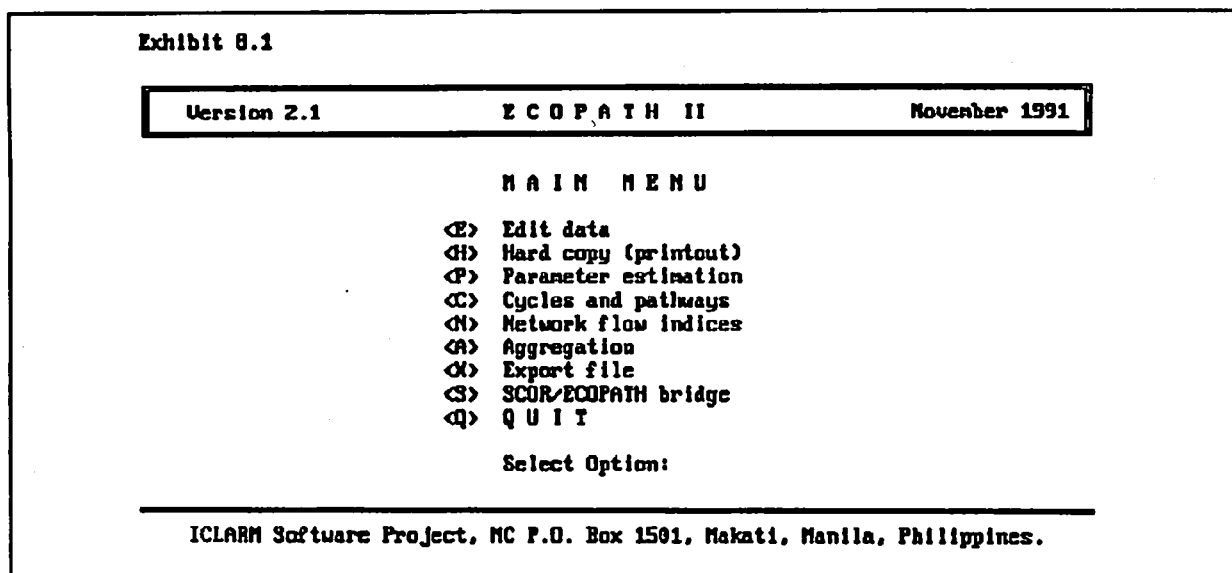 Exhibit 8.1
Version 2.1 E C O P A T H II November 1991
M A I N M E N U
<E> Edit data
<H> Hard copy (printout)
<P> Parameter estimation
<C> Cycles and pathways
<N> Network flow indices
<A> Aggregation
<X> Export file
<S> SCOR/ECOPATH bridge
<Q> Q U I T
Select Option:
ICLARM Software Project, MC P.O. Box 1501, Makati, Manila, Philippines.